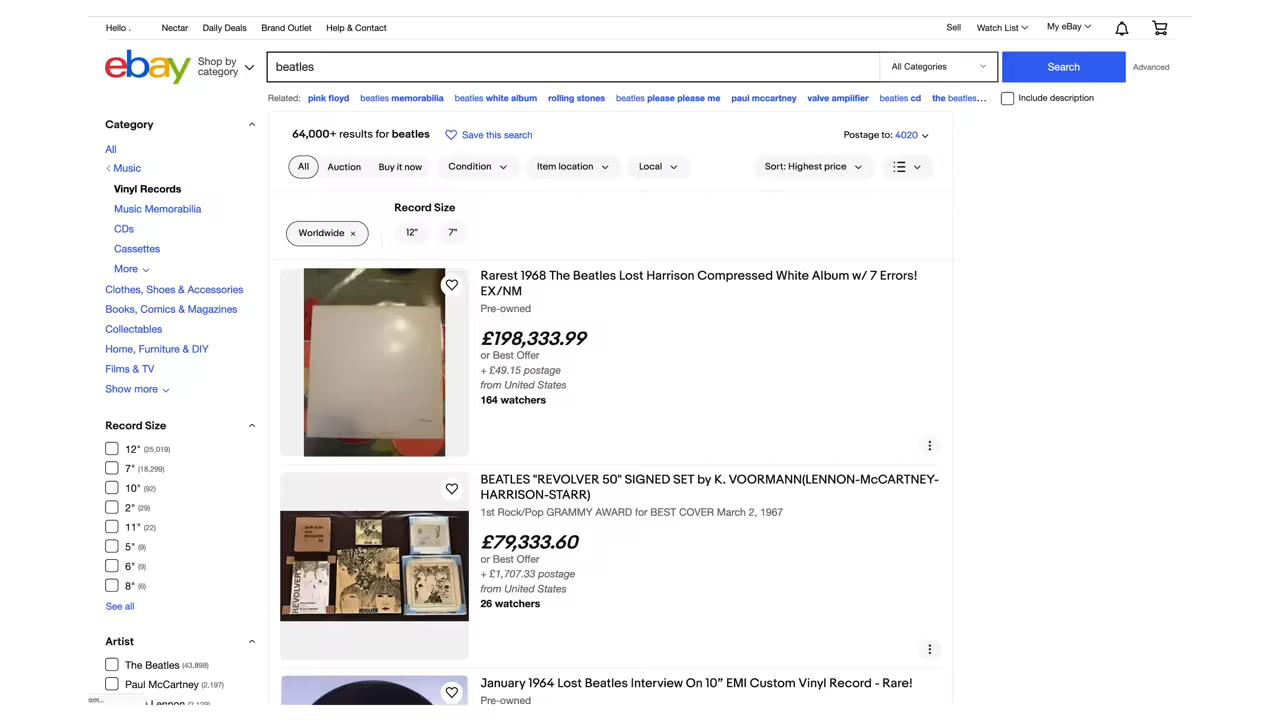 Hello .
Nectar
Daily Deals
Brand Outlet
Help & Contact
Sell
Watch List
My eBay
ebay
Shop by
category
beatles
All Categories
Search
Advanced
Related: pink floyd beatles memorabilia beatles white album rolling stones beatles please please me paul mccartney valve amplifier beatles cd the beatles...
Include description
Category
All
Music
Vinyl Records
Music Memorabilia
CDs
Cassettes
More
Clothes, Shoes & Accessories
Books, Comics & Magazines
Collectables
Home, Furniture & DIY
Films & TV
Show more
Record Size
12" (25,019)
7" (18,299)
10" (92)
2" (29)
11" (22)
5" (9)
6" (9)
8" (6)
See all
Artist
The Beatles (43,898)
Paul McCartney (2,197)
Lennon
64,000+ results for beatles
Save this search
Postage to: 4020
All
Auction
Buy it now
Condition
Item location
Local
Sort: Highest price
Record Size
Worldwide ×
12"
7"
Rarest 1968 The Beatles Lost Harrison Compressed White Album w/ 7 Errors!
EX/NM
Pre-owned
£198,333.99
or Best Offer
+ £49.15 postage
from United States
164 watchers
BEATLES "REVOLVER 50" SIGNED SET by K. VOORMANN(LENNON-McCARTNEY-
HARRISON-STARR)
1st Rock/Pop GRAMMY AWARD for BEST COVER March 2, 1967
£79,333.60
or Best Offer
+ £1,707.33 postage
from United States
26 watchers
REVOLVER
REVOLVER
January 1964 Lost Beatles Interview On 10” EMI Custom Vinyl Record - Rare!
Pre-owned